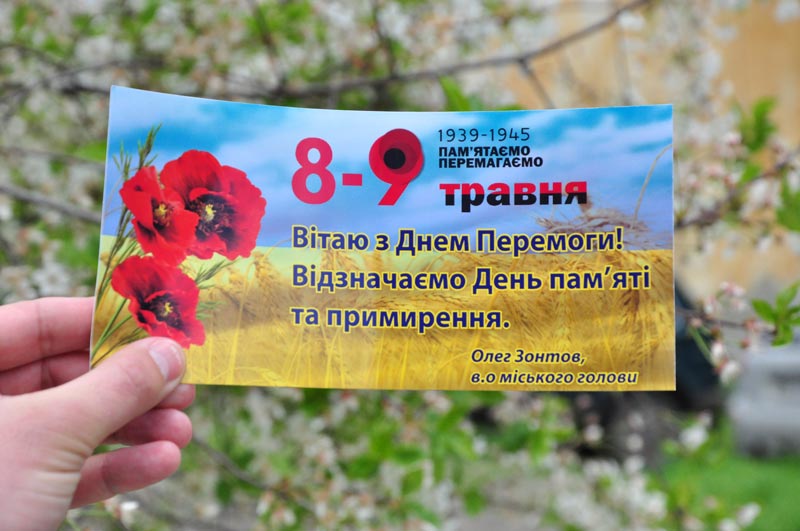 1939-1945
ПАМ'ЯТАЄМО
ПЕРЕМАГАЄМО
8-9
травня
Вітаю з Днем Перемоги!
Відзначаємо День пам’яті
та примирення.
Олег Зонтов,
в.о міського голови